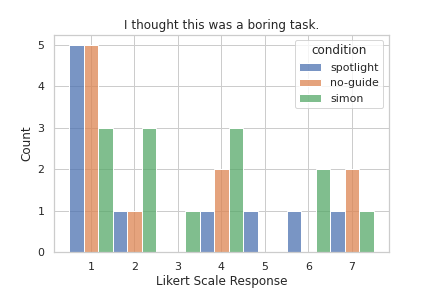 I thought this was a boring task.
condition
spotlight
no-guide
simon
Count
5
4
3
2
1
0
1 2 3 4 5 6 7
Likert Scale Response